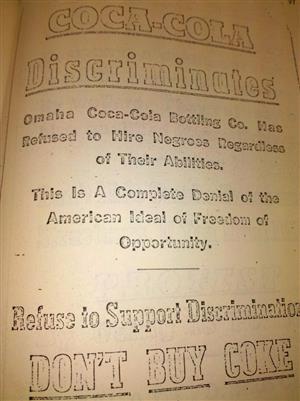 COCA-COLA
Discriminates
Omaha Coca-Cola Bottling Co. Has
Refused to Hire Negroes Regardless
of Their Abilities.
This Is A Complete Denial of the
American Ideal of Freedom of
Opportunity.
Refuse to Support Discrimination
DON'T BUY COKE